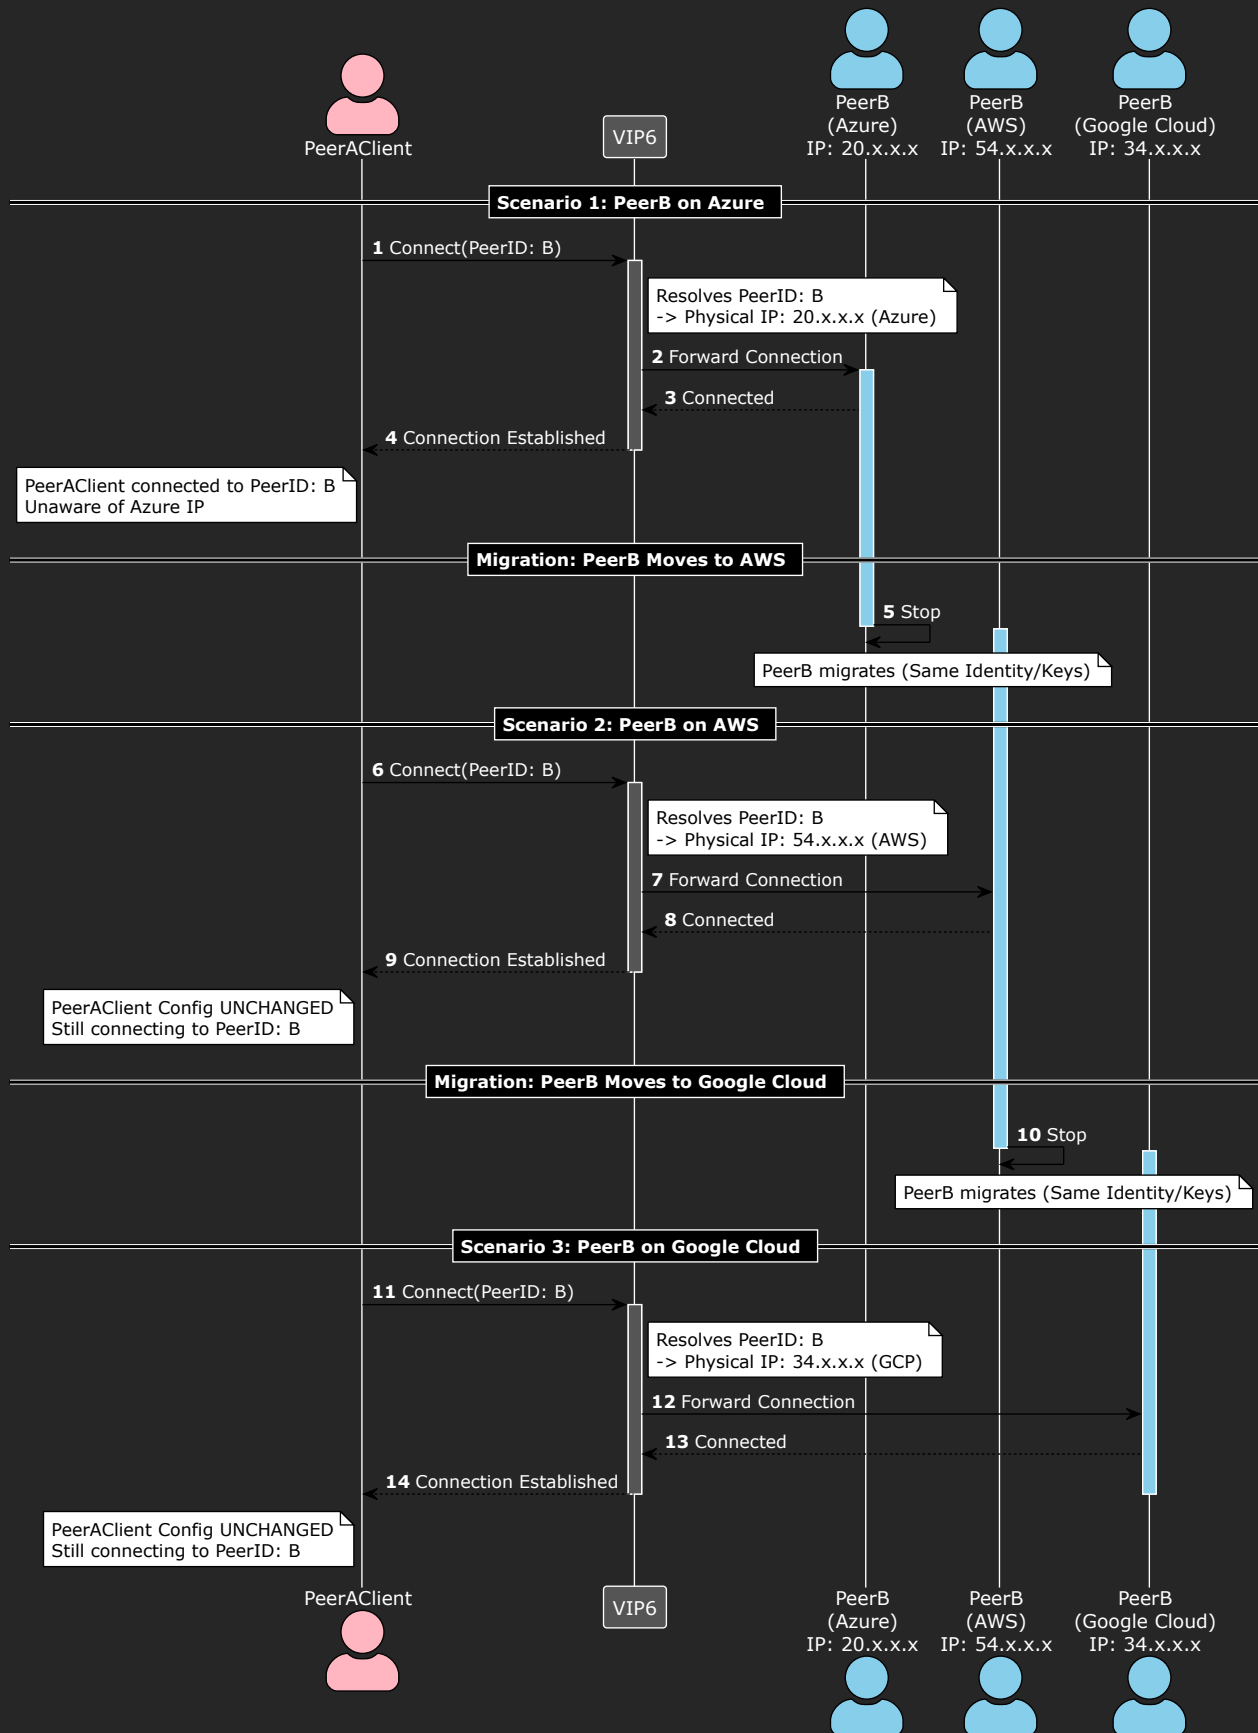 PeerAClient
VIP6
PeerB
(Azure)
IP: 20.x.x.x
PeerB
(AWS)
IP: 54.x.x.x
PeerB
(Google Cloud)
IP: 34.x.x.x
Scenario 1: PeerB on Azure
1 Connect(PeerID: B)
Resolves PeerID: B
-> Physical IP: 20.x.x.x (Azure)
2 Forward Connection
3 Connected
4 Connection Established
PeerAClient connected to PeerID: B
Unaware of Azure IP
Migration: PeerB Moves to AWS
5 Stop
PeerB migrates (Same Identity/Keys)
Scenario 2: PeerB on AWS
6 Connect(PeerID: B)
Resolves PeerID: B
-> Physical IP: 54.x.x.x (AWS)
7 Forward Connection
8 Connected
9 Connection Established
PeerAClient Config UNCHANGED
Still connecting to PeerID: B
Migration: PeerB Moves to Google Cloud
10 Stop
PeerB migrates (Same Identity/Keys)
Scenario 3: PeerB on Google Cloud
11 Connect(PeerID: B)
Resolves PeerID: B
-> Physical IP: 34.x.x.x (GCP)
12 Forward Connection
13 Connected
14 Connection Established
PeerAClient Config UNCHANGED
Still connecting to PeerID: B
PeerAClient
VIP6
PeerB
(Azure)
IP: 20.x.x.x
PeerB
(AWS)
IP: 54.x.x.x
PeerB
(Google Cloud)
IP: 34.x.x.x